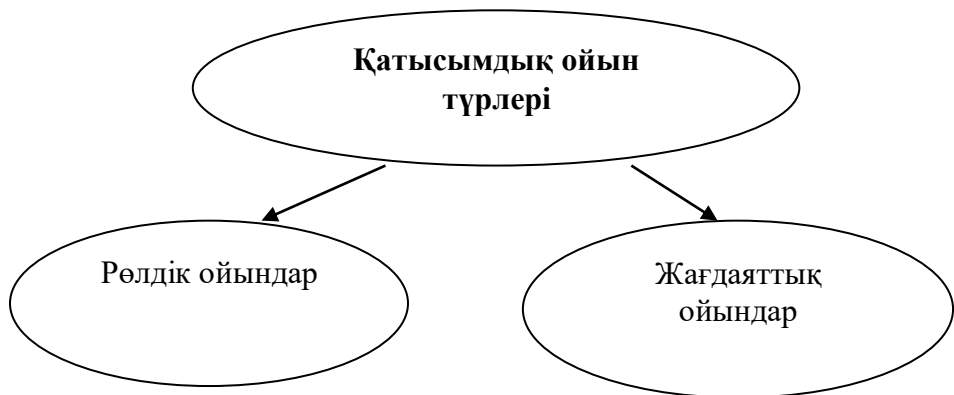 Қатысымдық ойын
түрлері
Рөлдік ойындар
Жағдаяттық
ойындар